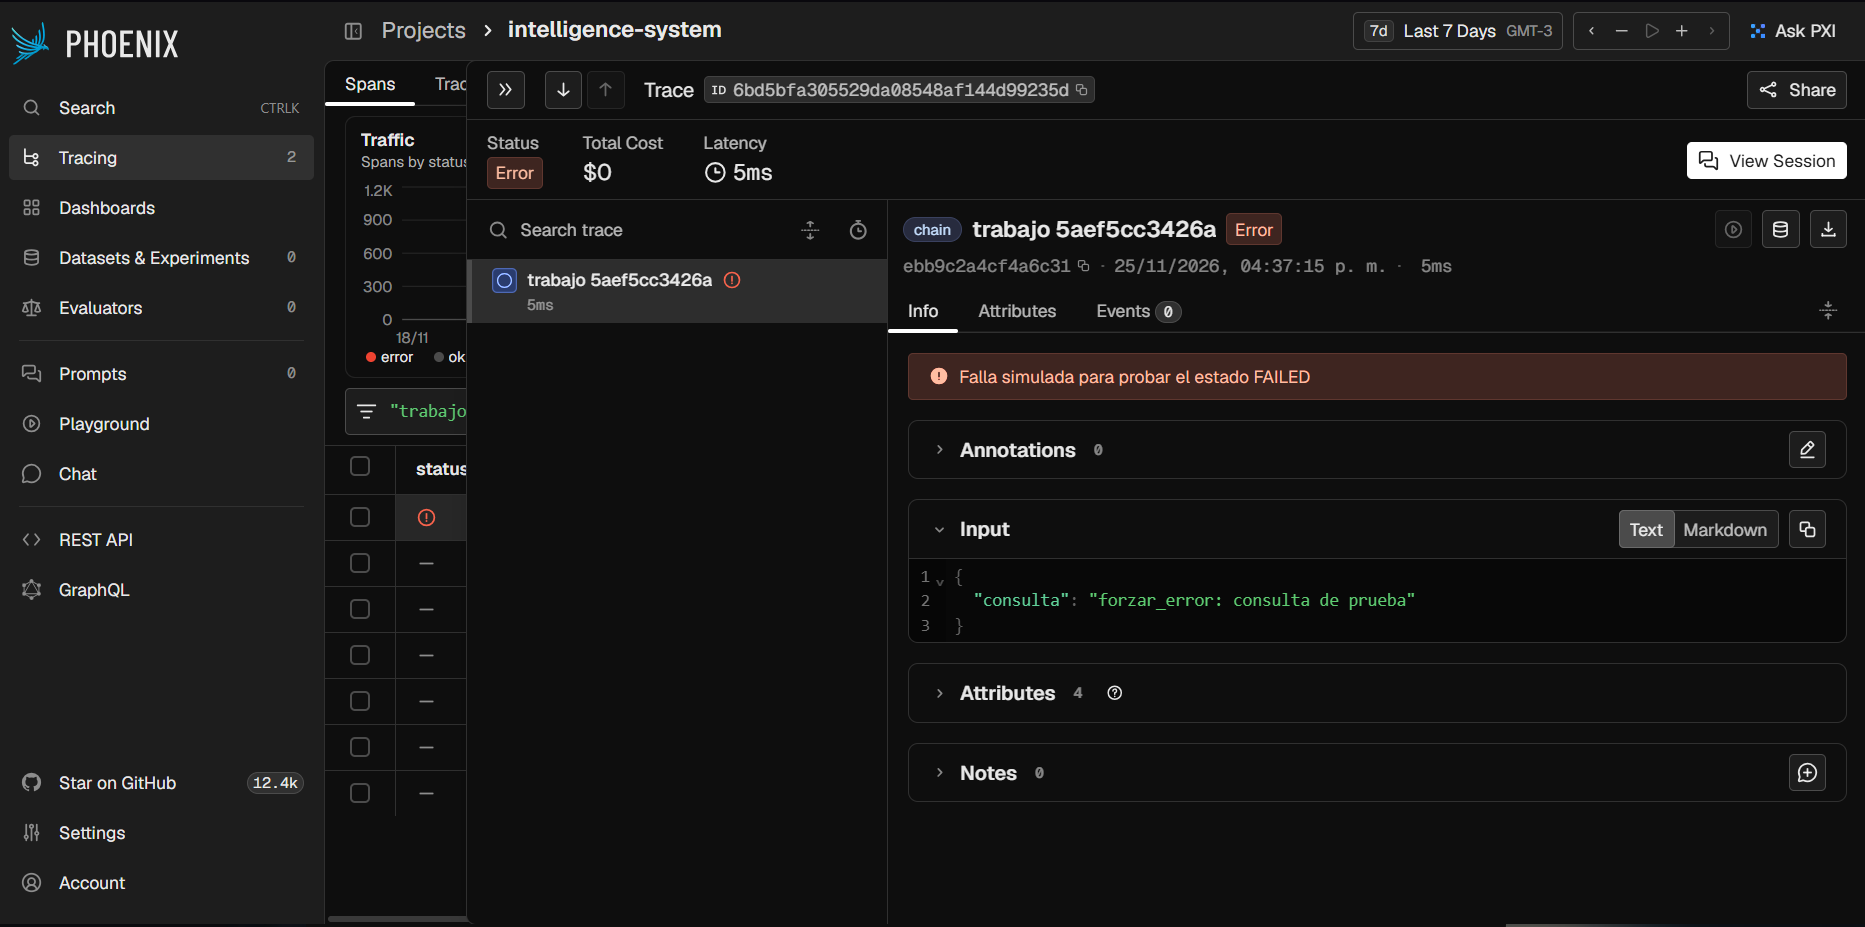 PHOENIX
Search CTRLK
Tracing 2
Dashboards
Datasets & Experiments 0
Evaluators 0
Prompts 0
Playground
Chat
REST API
GraphQL
Star on GitHub 12.4k
Settings
Account
Projects › intelligence-system
7d Last 7 Days GMT-3
Ask PXI
Spans
Traffic
Spans by status
1.2K
900
600
300
0
18/11
error ok
"trabajo
status
Trace ID 6bd5bfa305529da08548af144d99235d
Share
Status Total Cost Latency
Error $0 5ms
View Session
Search trace
trabajo 5aef5cc3426a
5ms
chain trabajo 5aef5cc3426a Error
ebb9c2a4cf4a6c31 · 25/11/2026, 04:37:15 p. m. · 5ms
Info Attributes Events 0
Falla simulada para probar el estado FAILED
Annotations 0
Input
Text Markdown
1 {
2 "consulta": "forzar_error: consulta de prueba"
3 }
Attributes 4
Notes 0